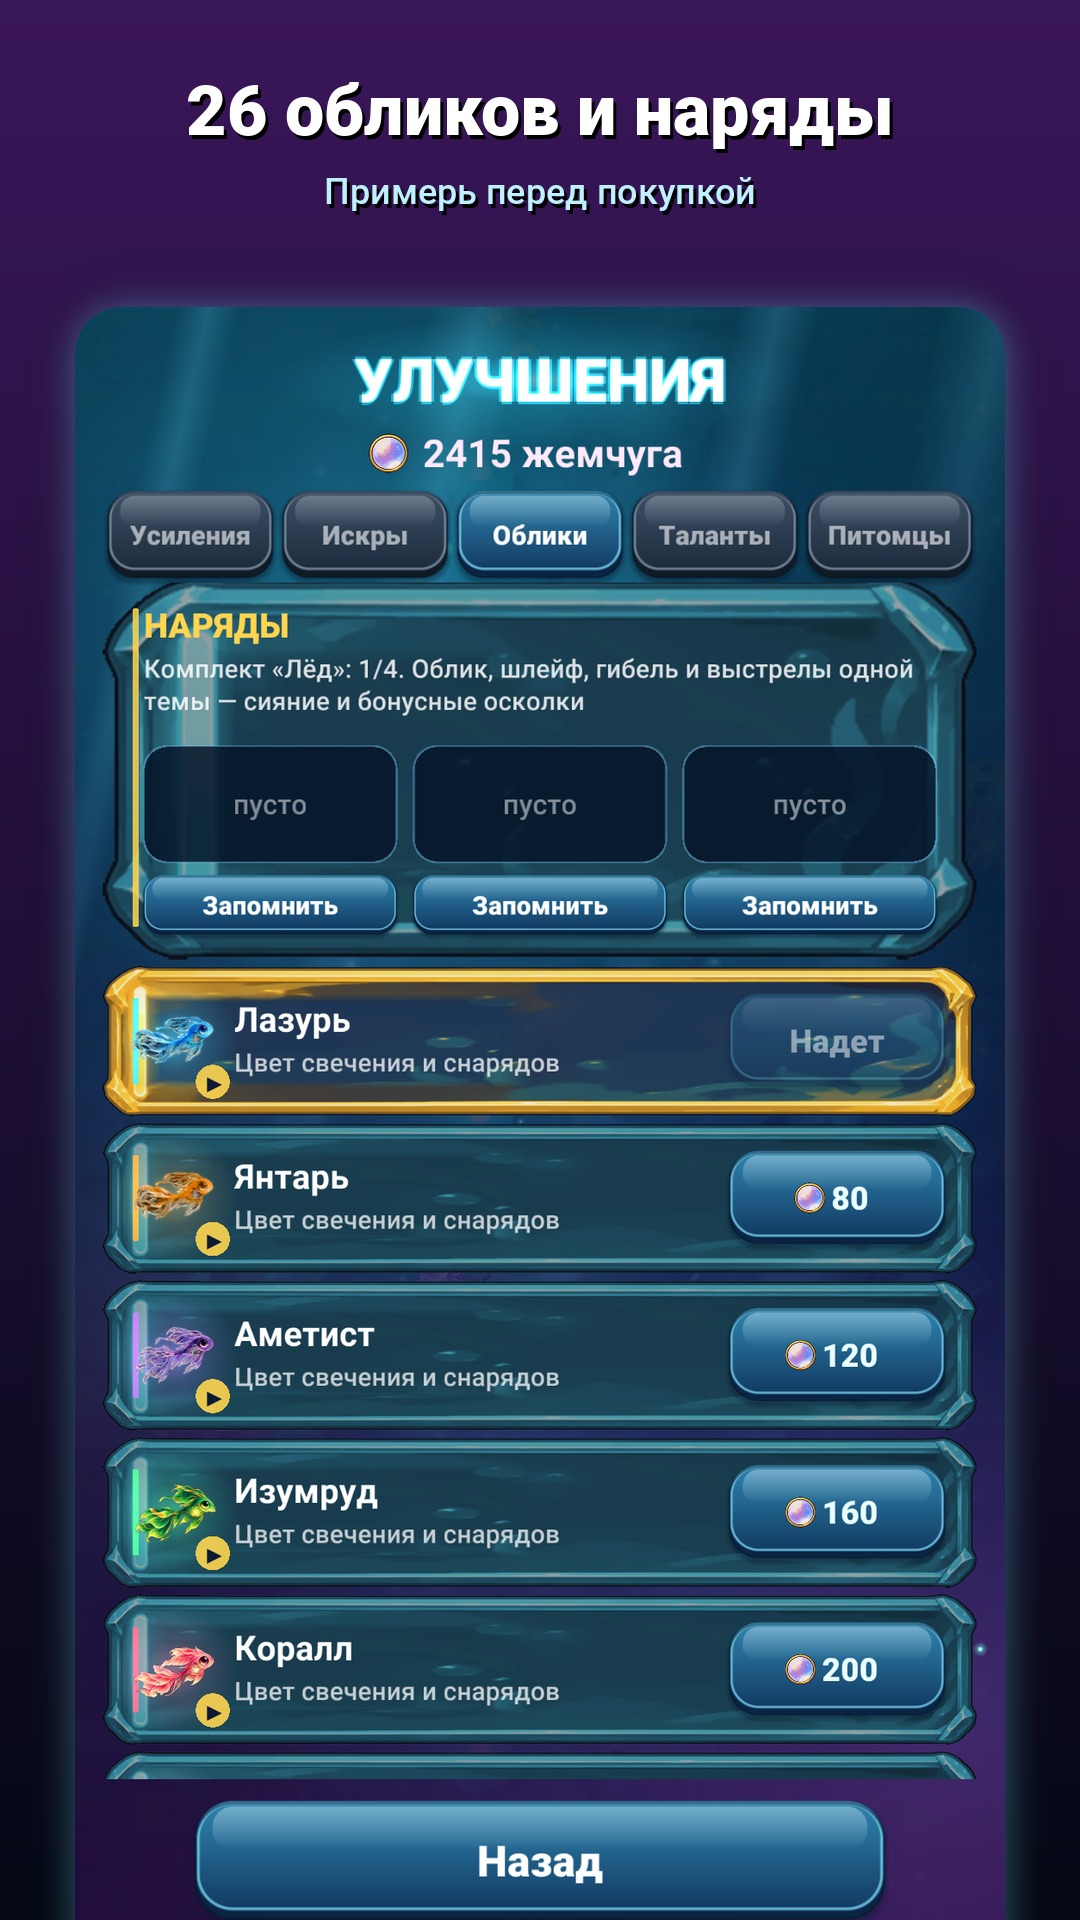 26 обликов и наряды
Примерь перед покупкой
УЛУЧШЕНИЯ
2415 жемчуга
Усиления Искры Облики Таланты Питомцы
НАРЯДЫ
Комплект «Лёд»: 1/4. Облик, шлейф, гибель и выстрелы одной
темы — сияние и бонусные осколки
пусто пусто пусто
Запомнить Запомнить Запомнить
Лазурь
Цвет свечения и снарядов
Надет
Янтарь
Цвет свечения и снарядов
80
Аметист
Цвет свечения и снарядов
120
Изумруд
Цвет свечения и снарядов
160
Коралл
Цвет свечения и снарядов
200
Назад